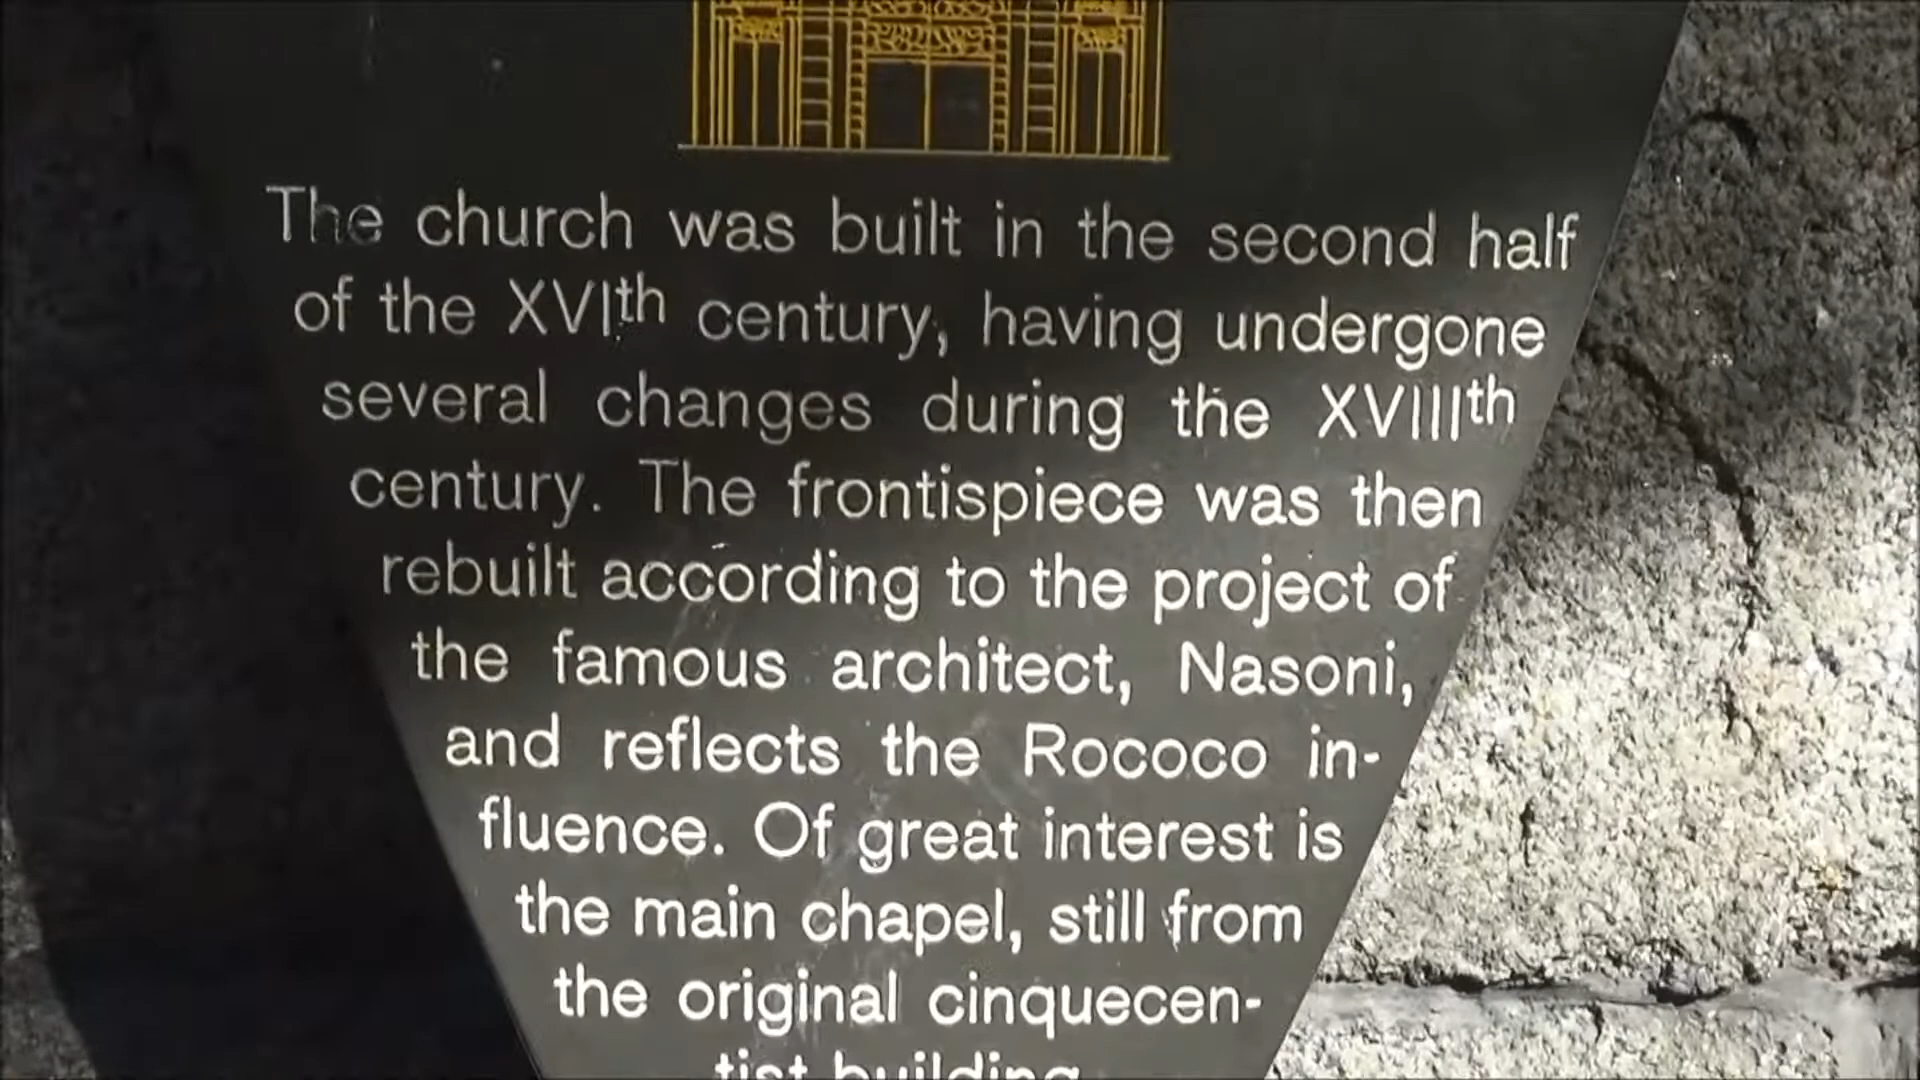 The church was built in the second half
of the XVIth century, having undergone
several changes during the XVIIIth
century. The frontispiece was then
rebuilt according to the project of
the famous architect, Nasoni,
and reflects the Rococo in-
fluence. Of great interest is
the main chapel, still from
the original cinquecen-
tist building